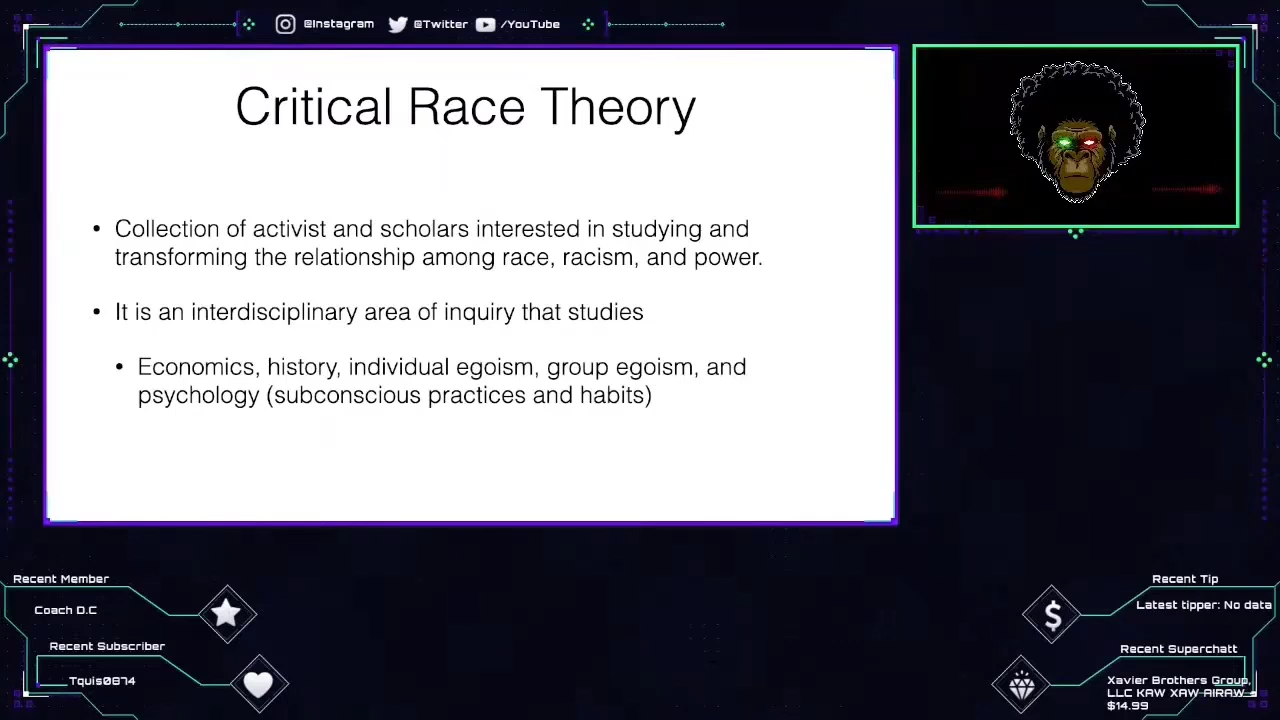 @Instagram @Twitter /YouTube
Critical Race Theory
• Collection of activist and scholars interested in studying and
transforming the relationship among race, racism, and power.
• It is an interdisciplinary area of inquiry that studies
• Economics, history, individual egoism, group egoism, and
psychology (subconscious practices and habits)
Recent Member
Coach D.C
Recent Subscriber
Tquis0874
Recent Tip
Latest tipper: No data
Recent Superchatt
Xavier Brothers Group,
LLC KAW XAW AIRAW -
$14.99